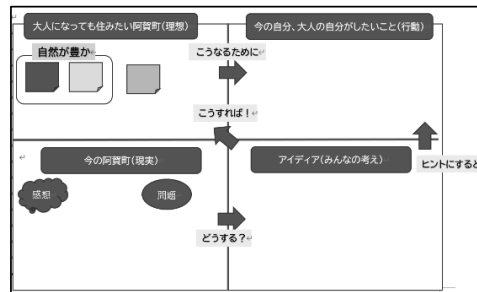 大人になっても住みたい阿賀町(理想)
今の自分、大人の自分がしたいこと(行動)
自然が豊か
こうなるために
こうすれば!
今の阿賀町(現実)
アイディア(みんなの考え)
ヒントにすると
感想
問題
どうする?